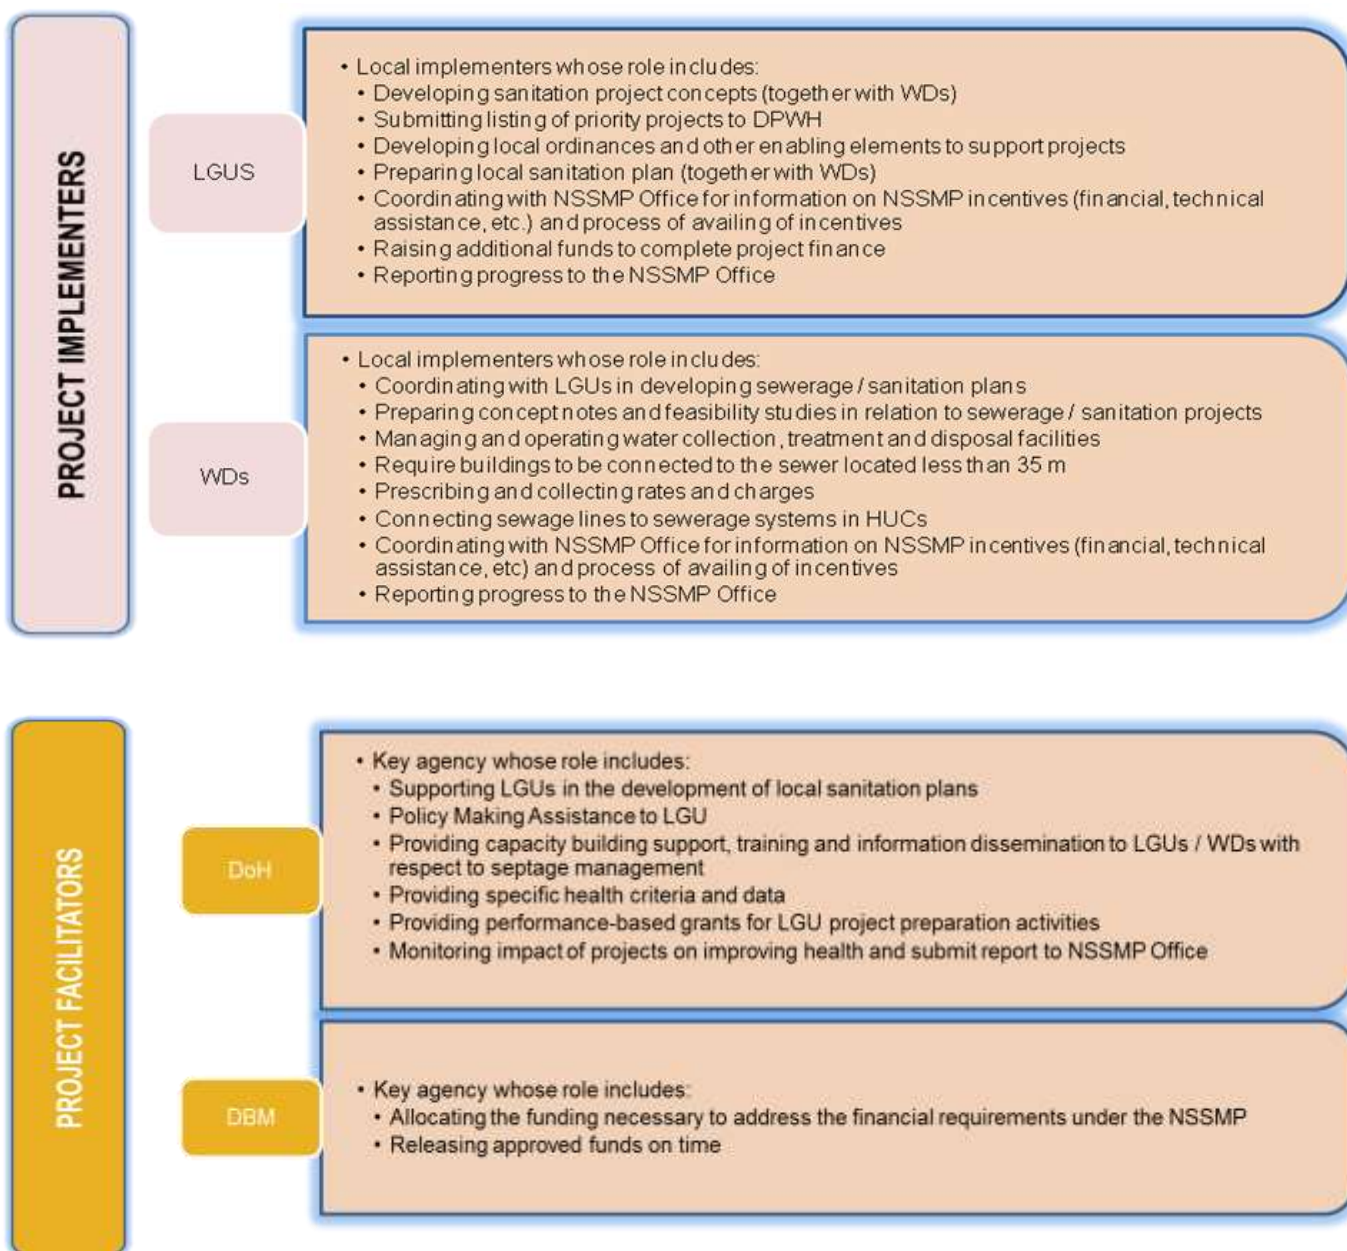 PROJECT IMPLEMENTERS
LGUS
• Local implementers whose role includes:
• Developing sanitation project concepts (together with WDs)
• Submitting listing of priority projects to DPWH
• Developing local ordinances and other enabling elements to support projects
• Preparing local sanitation plan (together with WDs)
• Coordinating with NSSMP Office for information on NSSMP incentives (financial, technical
assistance, etc.) and process of availing of incentives
• Raising additional funds to complete project finance
• Reporting progress to the NSSMP Office
WDs
• Local implementers whose role includes:
• Coordinating with LGUs in developing sewerage / sanitation plans
• Preparing concept notes and feasibility studies in relation to sewerage / sanitation projects
• Managing and operating water collection, treatment and disposal facilities
• Require buildings to be connected to the sewer located less than 35 m
• Prescribing and collecting rates and charges
• Connecting sewage lines to sewerage systems in HUCs
• Coordinating with NSSMP Office for information on NSSMP incentives (financial, technical
assistance, etc) and process of availing of incentives
• Reporting progress to the NSSMP Office
PROJECT FACILITATORS
DoH
• Key agency whose role includes:
• Supporting LGUs in the development of local sanitation plans
• Policy Making Assistance to LGU
• Providing capacity building support, training and information dissemination to LGUs / WDs with
respect to septage management
• Providing specific health criteria and data
• Providing performance-based grants for LGU project preparation activities
• Monitoring impact of projects on improving health and submit report to NSSMP Office
DBM
• Key agency whose role includes:
• Allocating the funding necessary to address the financial requirements under the NSSMP
• Releasing approved funds on time